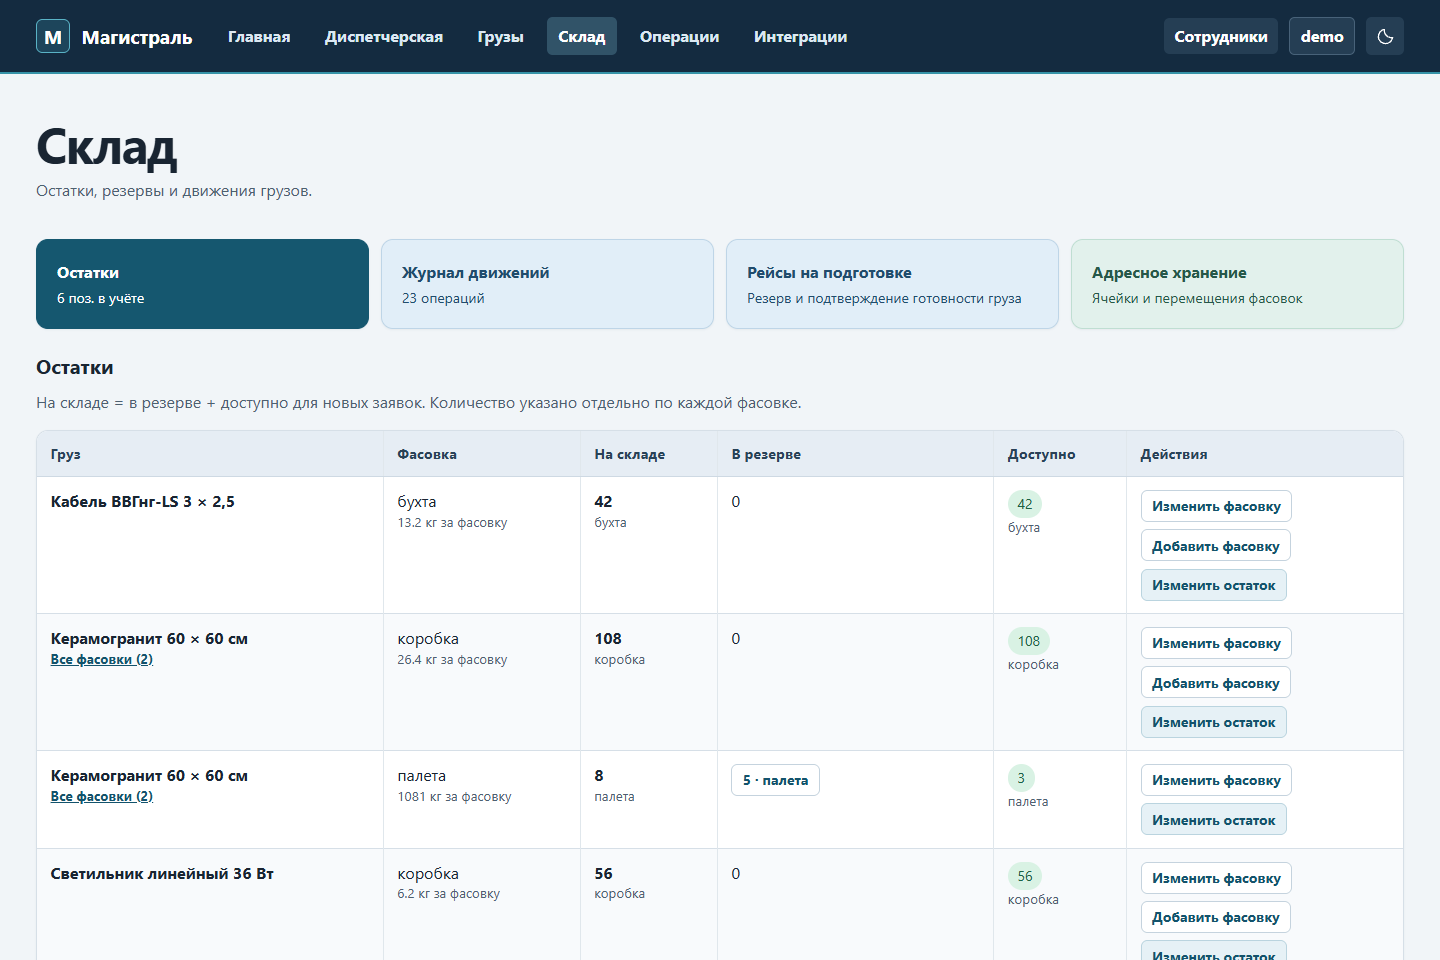 М Магистраль Главная Диспетчерская Грузы Склад Операции Интеграции Сотрудники demo
Склад
Остатки, резервы и движения грузов.
Остатки
6 поз. в учёте
Журнал движений
23 операций
Рейсы на подготовке
Резерв и подтверждение готовности груза
Адресное хранение
Ячейки и перемещения фасовок
Остатки
На складе = в резерве + доступно для новых заявок. Количество указано отдельно по каждой фасовке.
Груз Фасовка На складе В резерве Доступно Действия
Кабель ВВГнг-LS 3 × 2,5 бухта 42 0 42 Изменить фасовку
13.2 кг за фасовку бухта бухта
Добавить фасовку
Изменить остаток
Керамогранит 60 × 60 см коробка 108 0 108 Изменить фасовку
Все фасовки (2) 26.4 кг за фасовку коробка коробка
Добавить фасовку
Изменить остаток
Керамогранит 60 × 60 см палета 8 5 · палета 3 Изменить фасовку
Все фасовки (2) 1081 кг за фасовку палета палета
Изменить остаток
Светильник линейный 36 Вт коробка 56 0 56 Изменить фасовку
6.2 кг за фасовку коробка коробка
Добавить фасовку
Изменить остаток